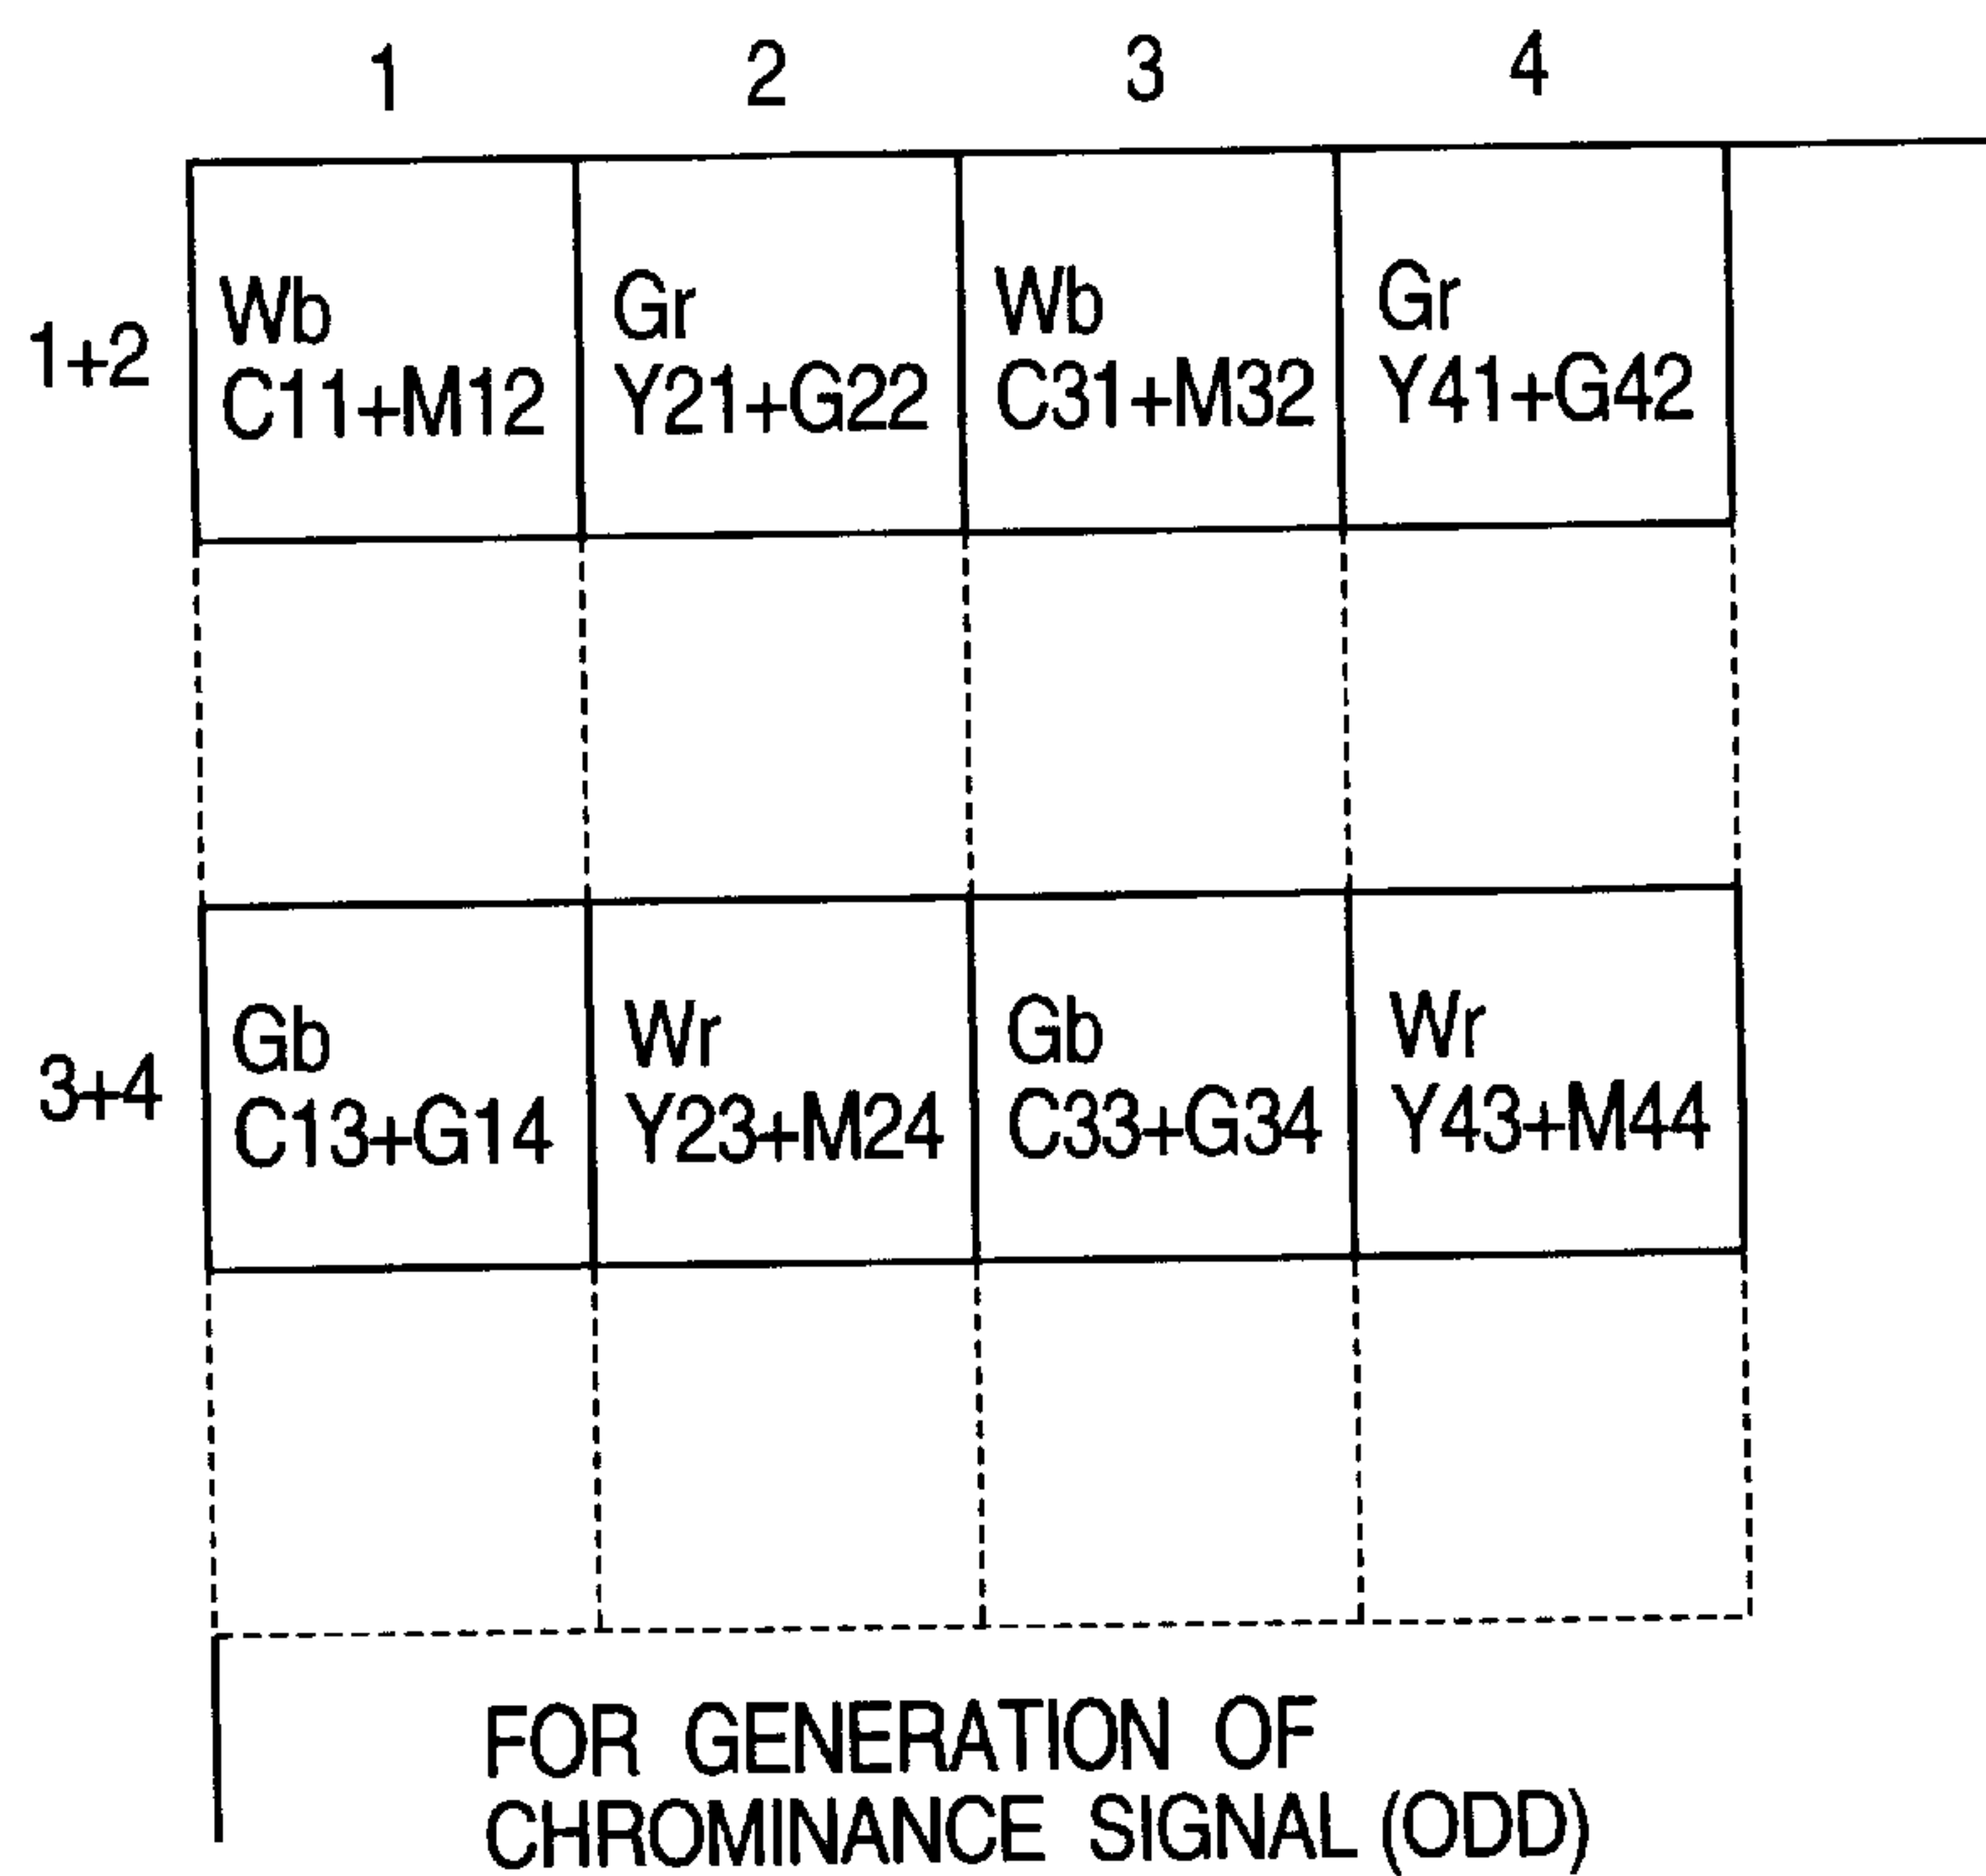 1 2 3 4
1+2
Wb Gr Wb Gr
C11+M12 Y21+G22 C31+M32 Y41+G42
3+4
Gb Wr Gb Wr
C13+G14 Y23+M24 C33+G34 Y43+M44
FOR GENERATION OF
CHROMINANCE SIGNAL (ODD)